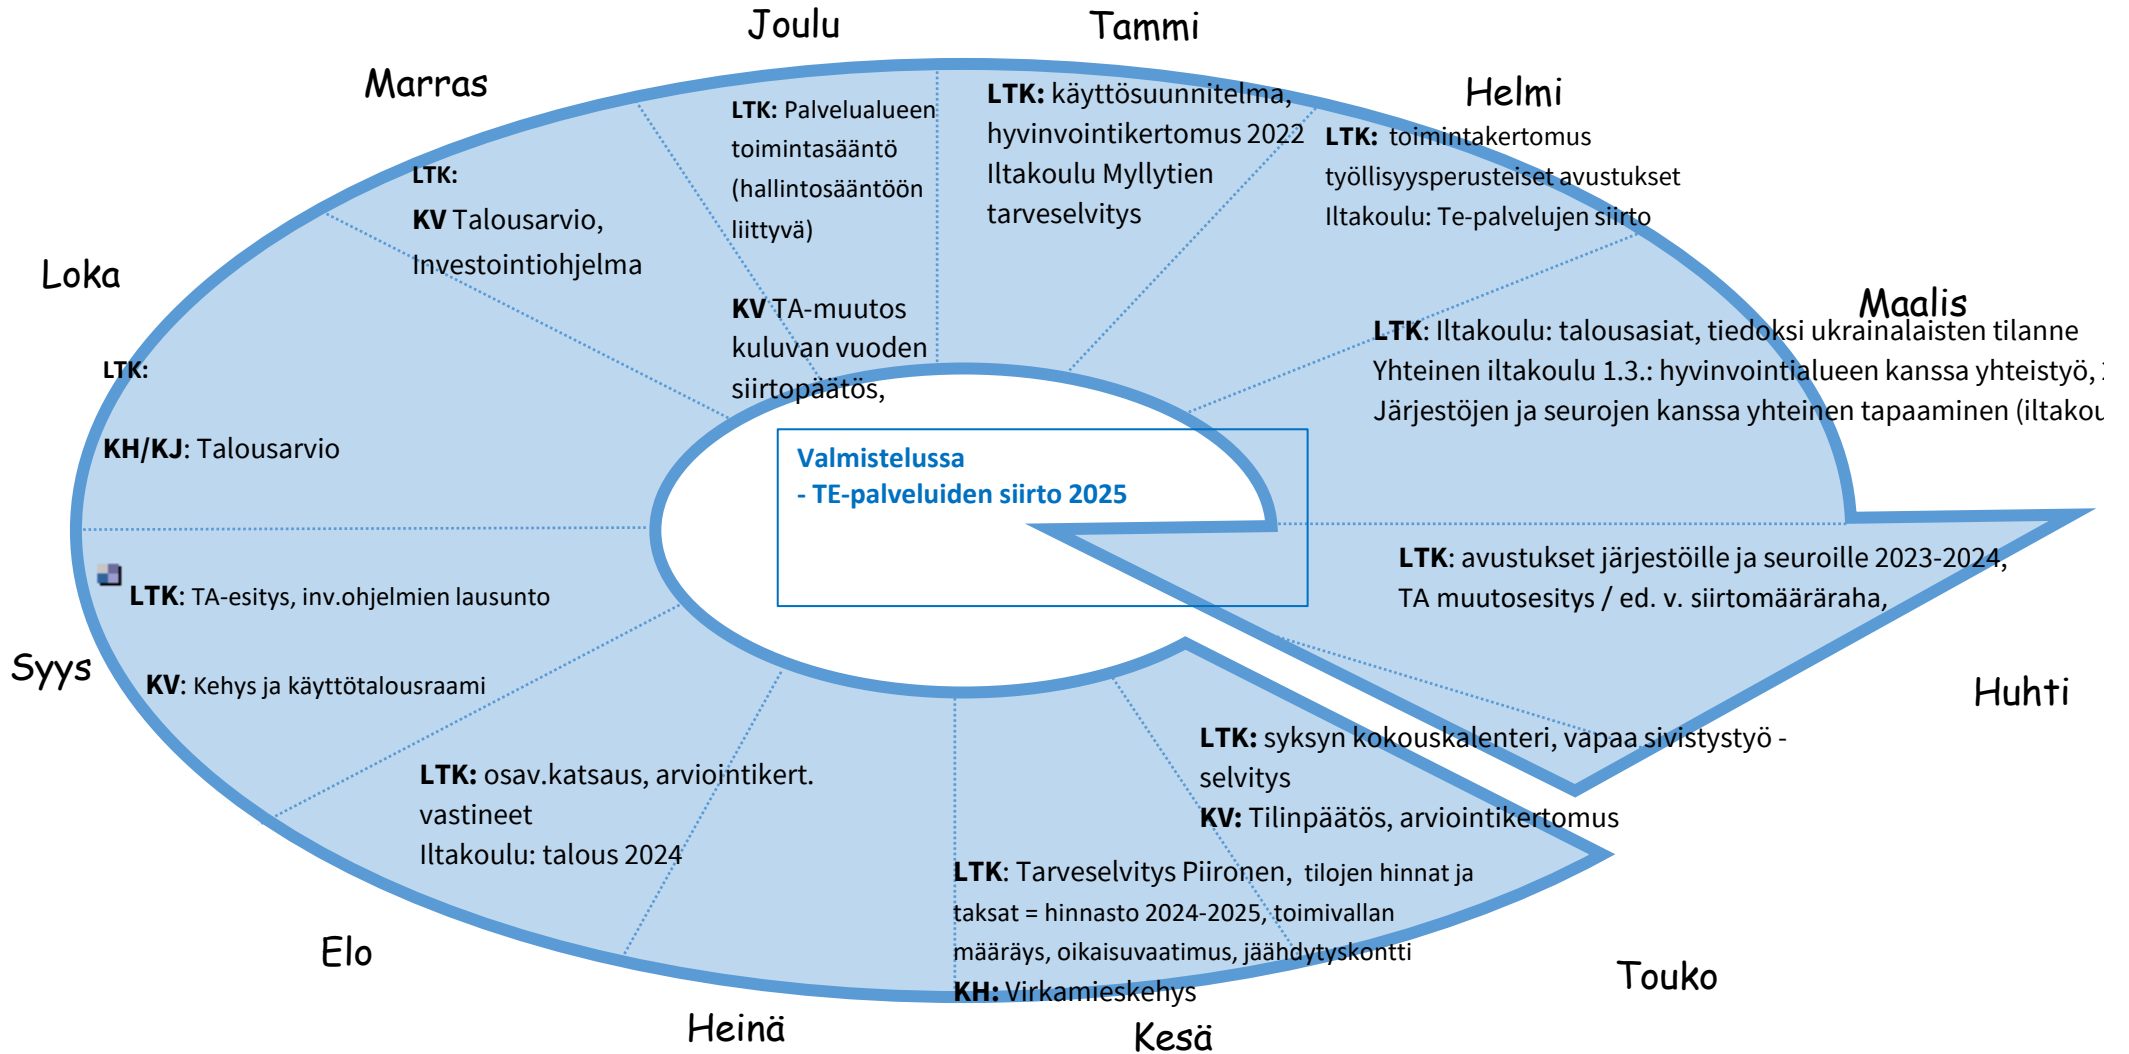 Joulu
Tammi
Marras
Helmi
LTK: Palvelualueen
toimintasääntö
(hallintosääntöön
liittyvä)
KV TA-muutos
kuluvan vuoden
siirtopäätös,
LTK: käyttösuunnitelma,
hyvinvointikertomus 2022
Iltakoulu Myllytien
tarveselvitys
LTK: toimintakertomus
työllisyysperusteiset avustukset
Iltakoulu: Te-palvelujen siirto
LTK:
KV Talousarvio,
Investointiohjelma
Loka
Maalis
LTK: Iltakoulu: talousasiat, tiedoksi ukrainalaisten tilanne
Yhteinen iltakoulu 1.3.: hyvinvointialueen kanssa yhteistyö,
Järjestöjen ja seurojen kanssa yhteinen tapaaminen (iltakou
LTK:
KH/KJ: Talousarvio
Valmistelussa
- TE-palveluiden siirto 2025
LTK: avustukset järjestöille ja seuroille 2023-2024,
TA muutosesitys / ed. v. siirtomääräraha,
LTK: TA-esitys, inv.ohjelmien lausunto
KV: Kehys ja käyttötalousraami
Syys
Huhti
LTK: syksyn kokouskalenteri, vapaa sivistystyö -
selvitys
KV: Tilinpäätös, arviointikertomus
LTK: osav.katsaus, arviointikert.
vastineet
Iltakoulu: talous 2024
LTK: Tarveselvitys Piironen, tilojen hinnat ja
taksat = hinnasto 2024-2025, toimivallan
määräys, oikaisuvaatimus, jäähdytyskontti
KH: Virkamieskehys
Elo
Touko
Heinä
Kesä